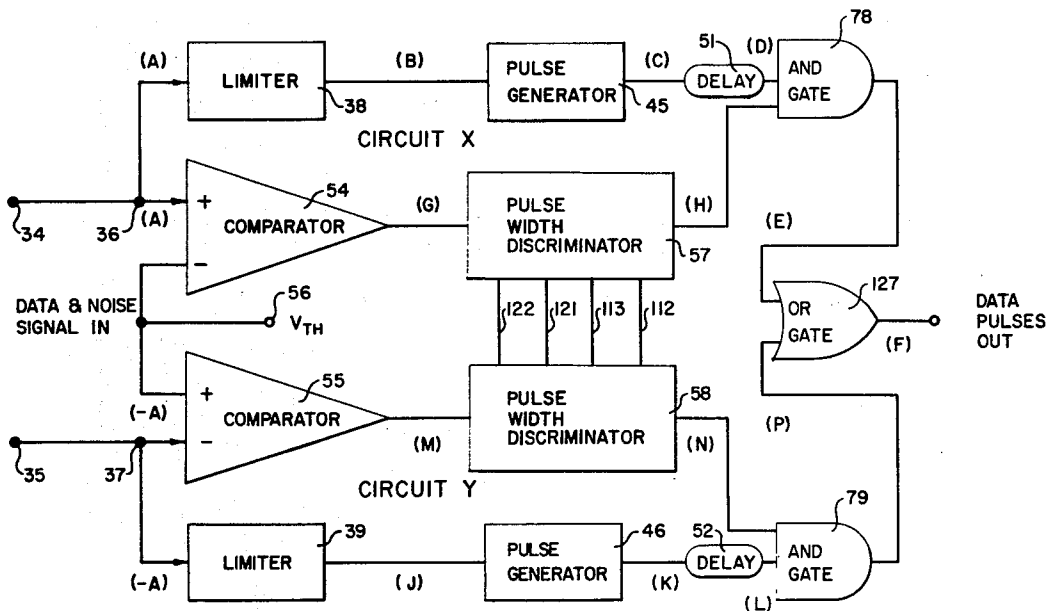 78
(A)
LIMITER
38
(B)
PULSE
GENERATOR
45
(C)
51
DELAY
(D)
AND
GATE
CIRCUIT X
34
36
(A)
+
−
54
COMPARATOR
(G)
PULSE
WIDTH
DISCRIMINATOR
57
(H)
(E)
DATA & NOISE
SIGNAL IN
56
VTH
122
121
113
112
OR
GATE
127
(F)
DATA
PULSES
OUT
(-A)
+
−
55
COMPARATOR
(M)
PULSE
WIDTH
DISCRIMINATOR
58
(N)
(P)
35
37
CIRCUIT Y
79
(-A)
LIMITER
39
(J)
PULSE
GENERATOR
46
(K)
52
DELAY
(L)
AND
GATE